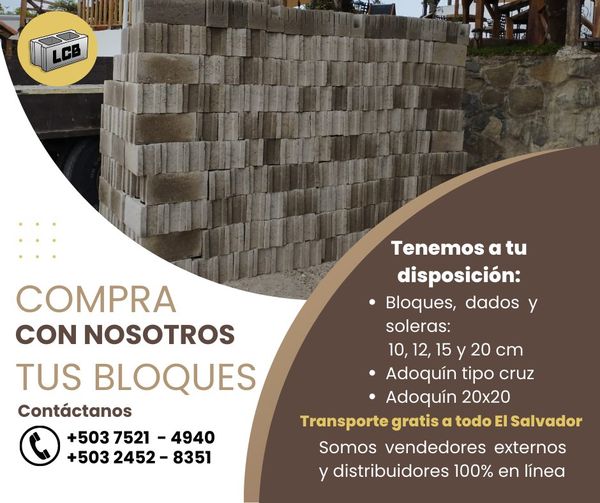 LCB
COMPRA
CON NOSOTROS
TUS BLOQUES
Contáctanos
+503 7521 - 4940
+503 2452 - 8351
Tenemos a tu
disposición:
• Bloques, dados y
soleras:
10, 12, 15 y 20 cm
• Adoquín tipo cruz
• Adoquín 20x20
Transporte gratis a todo El Salvador
Somos vendedores externos
y distribuidores 100% en línea